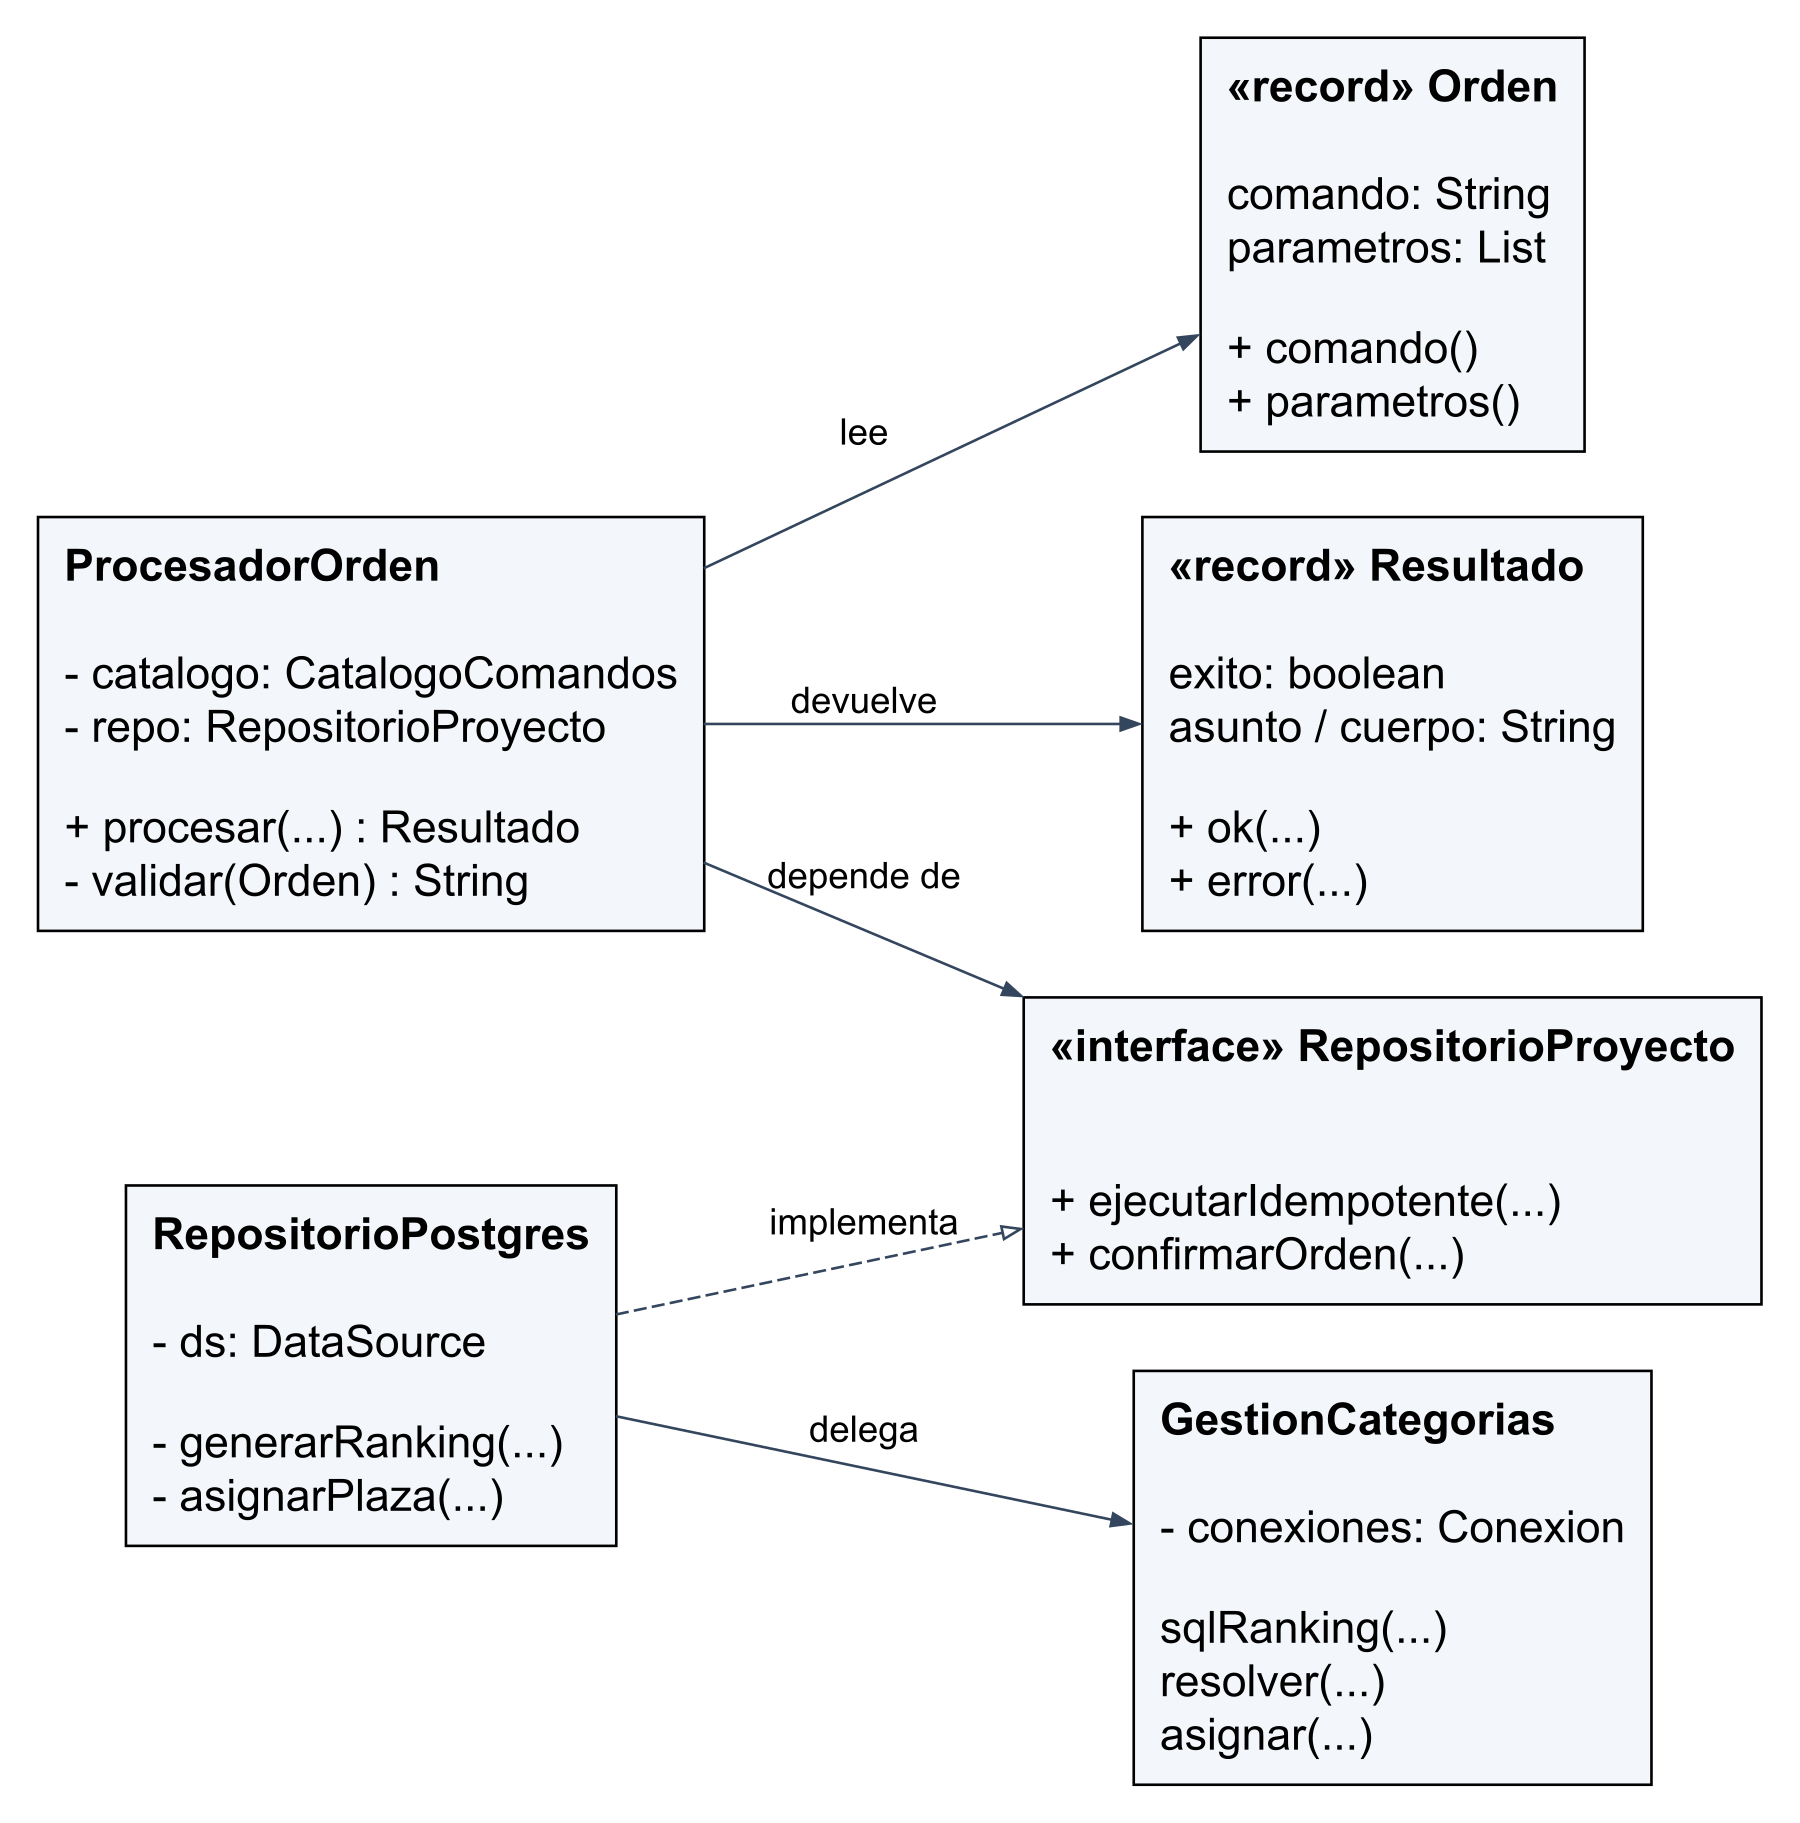 «record» Orden
comando: String
parametros: List
+ comando()
+ parametros()
lee
ProcesadorOrden
- catalogo: CatalogoComandos
- repo: RepositorioProyecto
+ procesar(...) : Resultado
- validar(Orden) : String
devuelve
«record» Resultado
exito: boolean
asunto / cuerpo: String
+ ok(...)
+ error(...)
depende de
«interface» RepositorioProyecto
+ ejecutarIdempotente(...)
+ confirmarOrden(...)
RepositorioPostgres
- ds: DataSource
- generarRanking(...)
- asignarPlaza(...)
implementa
delega
GestionCategorias
- conexiones: Conexion
sqlRanking(...)
resolver(...)
asignar(...)